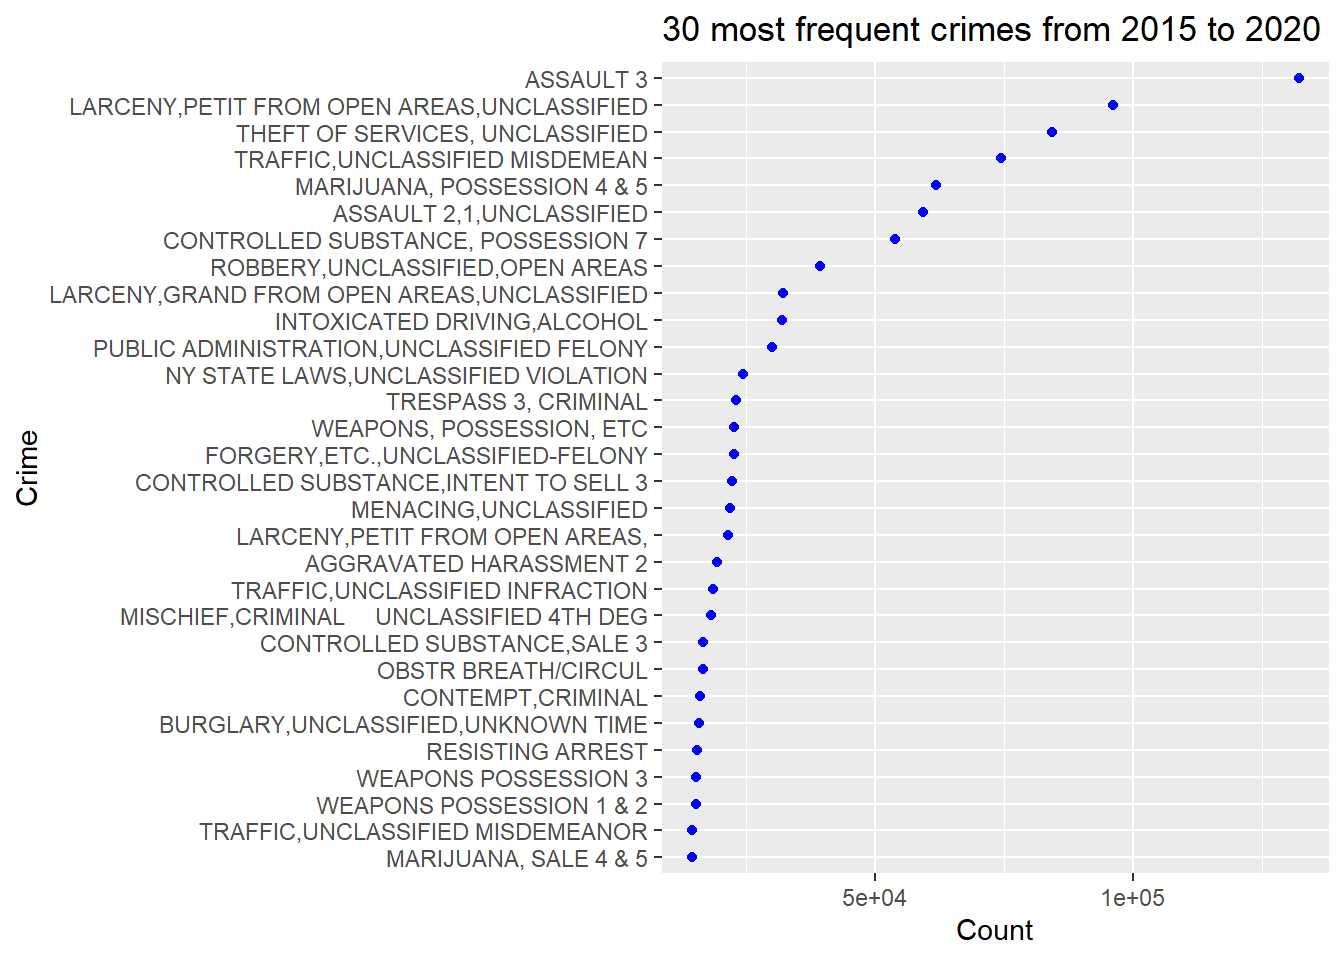 30 most frequent crimes from 2015 to 2020
ASSAULT 3
LARCENY,PETIT FROM OPEN AREAS,UNCLASSIFIED
THEFT OF SERVICES, UNCLASSIFIED
TRAFFIC,UNCLASSIFIED MISDEMEAN
MARIJUANA, POSSESSION 4 & 5
ASSAULT 2,1,UNCLASSIFIED
CONTROLLED SUBSTANCE, POSSESSION 7
ROBBERY,UNCLASSIFIED,OPEN AREAS
LARCENY,GRAND FROM OPEN AREAS,UNCLASSIFIED
INTOXICATED DRIVING,ALCOHOL
PUBLIC ADMINISTRATION,UNCLASSIFIED FELONY
NY STATE LAWS,UNCLASSIFIED VIOLATION
TRESPASS 3, CRIMINAL
WEAPONS, POSSESSION, ETC
FORGERY,ETC.,UNCLASSIFIED-FELONY
CONTROLLED SUBSTANCE,INTENT TO SELL 3
MENACING,UNCLASSIFIED
LARCENY,PETIT FROM OPEN AREAS,
AGGRAVATED HARASSMENT 2
TRAFFIC,UNCLASSIFIED INFRACTION
MISCHIEF,CRIMINAL     UNCLASSIFIED 4TH DEG
CONTROLLED SUBSTANCE,SALE 3
OBSTR BREATH/CIRCUL
CONTEMPT,CRIMINAL
BURGLARY,UNCLASSIFIED,UNKNOWN TIME
RESISTING ARREST
WEAPONS POSSESSION 3
WEAPONS POSSESSION 1 & 2
TRAFFIC,UNCLASSIFIED MISDEMEANOR
MARIJUANA, SALE 4 & 5
Crime
5e+04 1e+05
Count